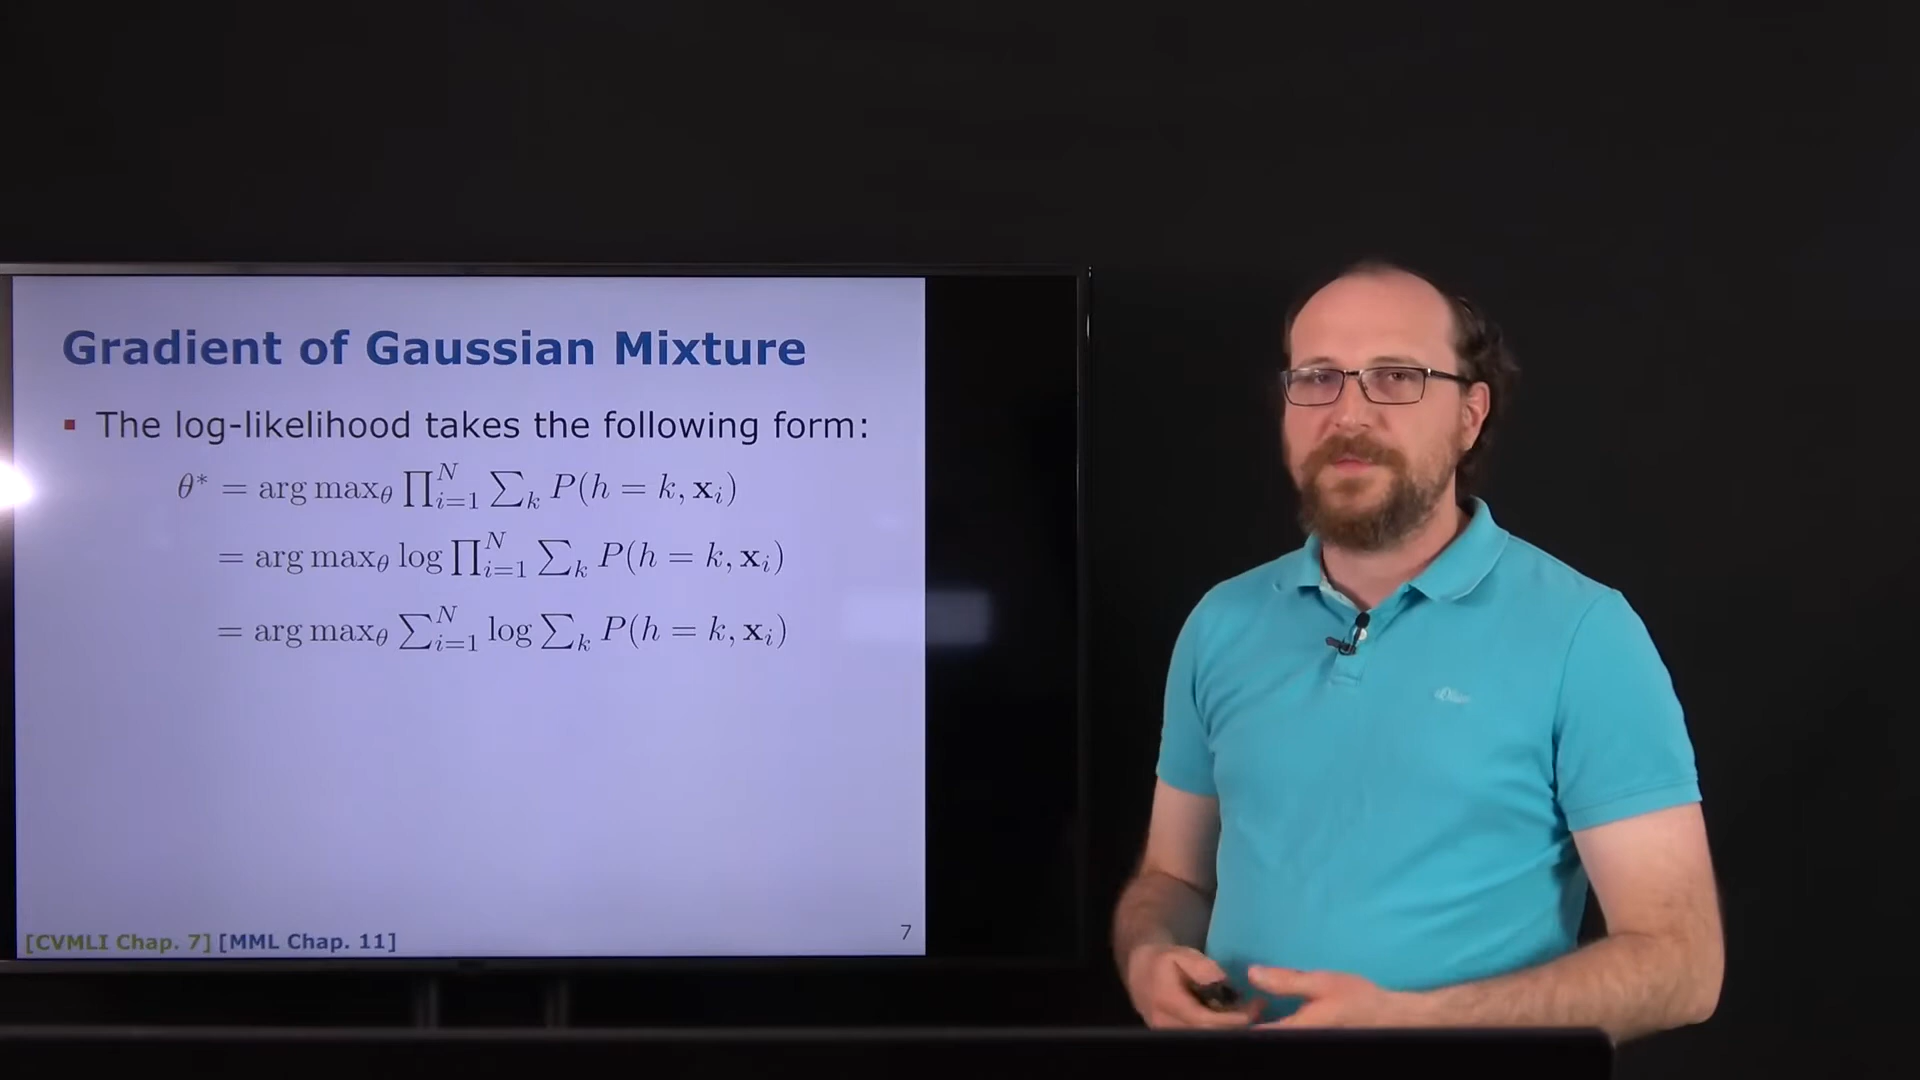 Gradient of Gaussian Mixture
▪ The log-likelihood takes the following form:
θ* = arg max_θ ∏_{i=1}^{N} ∑_k P(h = k, x_i)
= arg max_θ log ∏_{i=1}^{N} ∑_k P(h = k, x_i)
= arg max_θ ∑_{i=1}^{N} log ∑_k P(h = k, x_i)
[CVMLI Chap. 7] [MML Chap. 11]
7